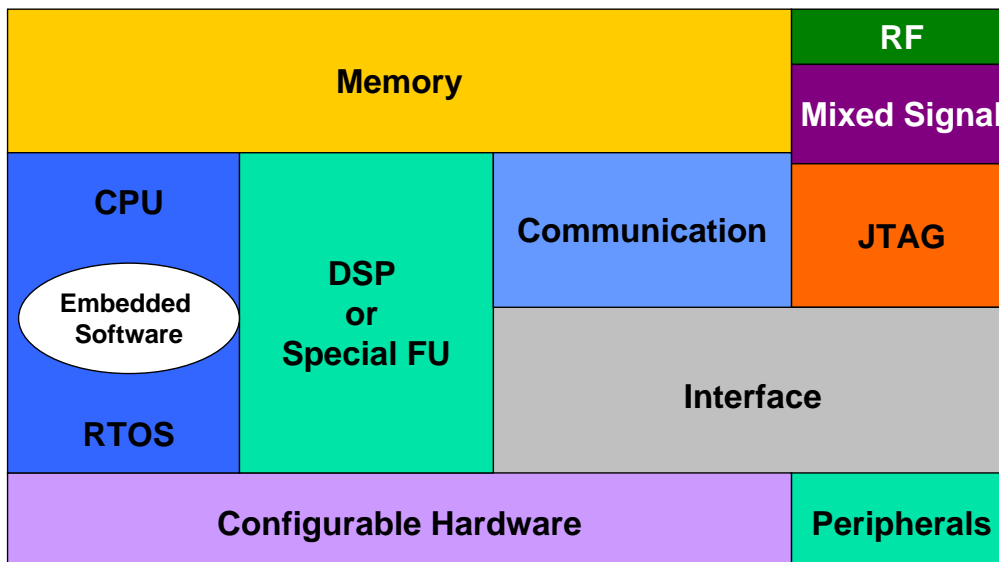 RF
Memory
Mixed Signal
CPU
Communication
JTAG
DSP
or
Special FU
Embedded
Software
Interface
RTOS
Configurable Hardware
Peripherals